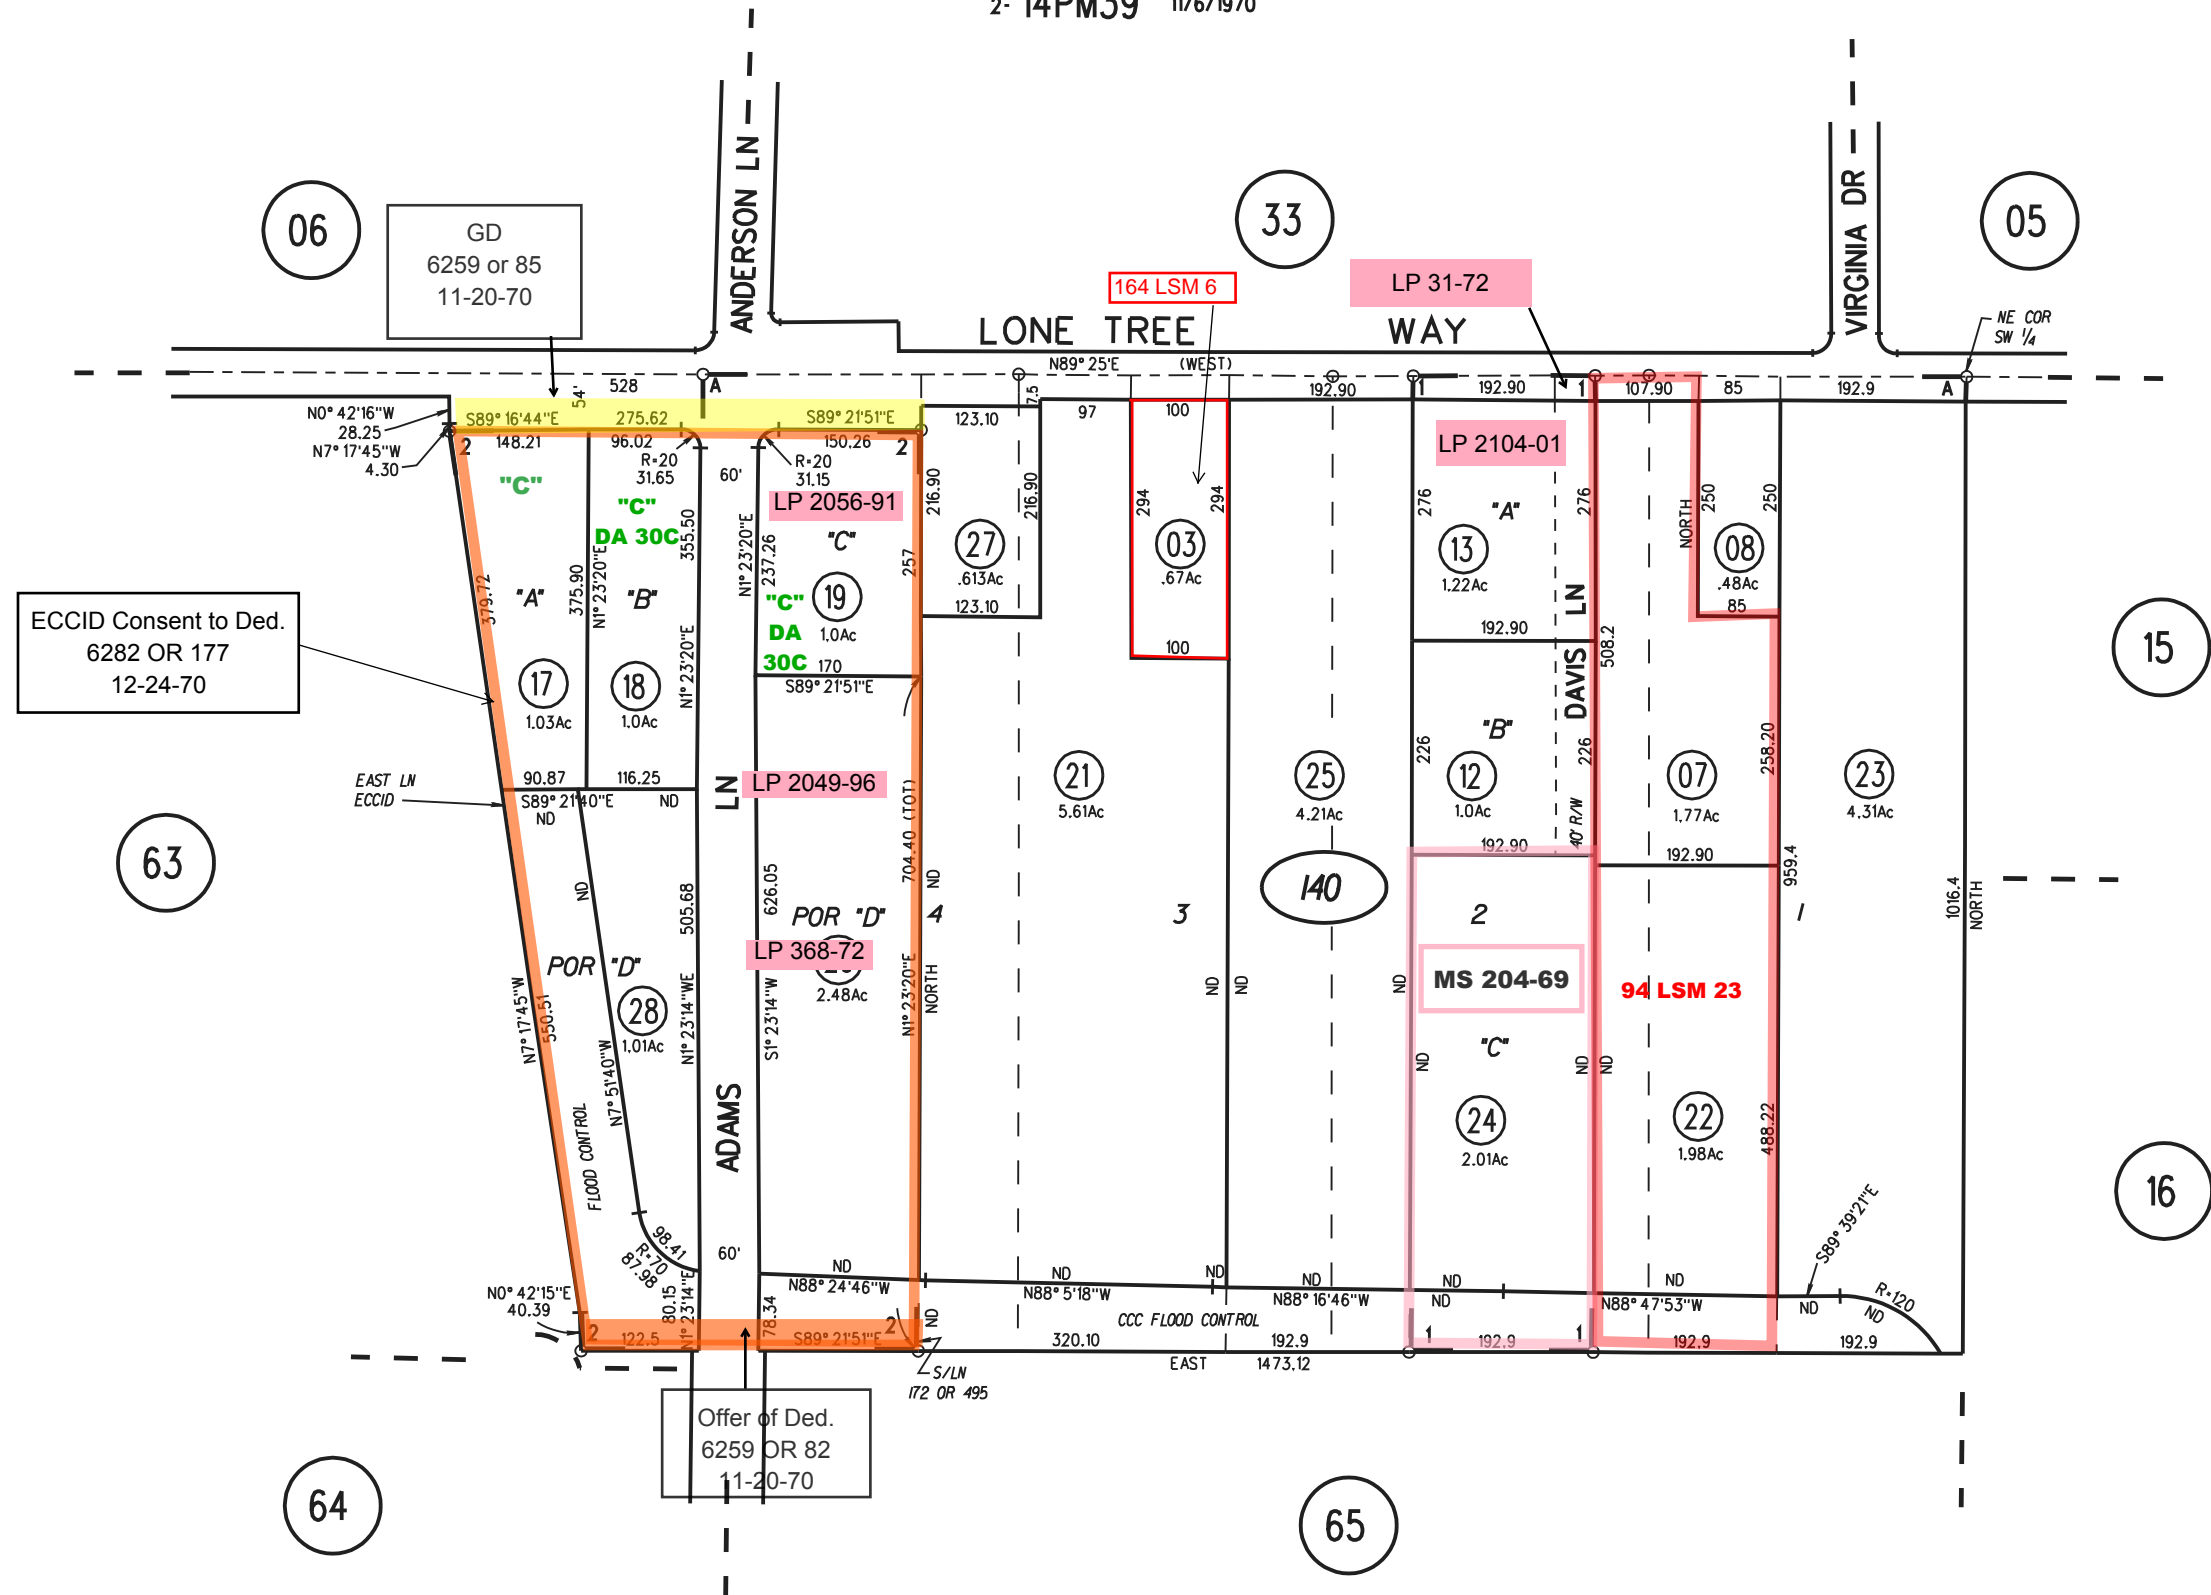 2- 14PM39 11/6/1970
06
GD
6259 or 85
11-20-70
ANDERSON LN
33
164 LSM 6
LP 31-72
VIRGINIA DR
05
NE COR
SW 1/4
LONE TREE WAY
N89° 25'E (WEST)
528
A
54'
192.90
1
192.90
1
107.90
85
192.9
A
N0° 42'16"W
28.25
N7° 17'45"W
4.30
S89° 16'44"E
275.62
S89° 21'51"E
123.10
7.5
97
100
2
148.21
96.02
150.26
2
R=20
31.65
60'
R=20
31.15
"C"
"C"
DA 30C
355.50
LP 2056-91
"C"
216.90
216.90
294
294
LP 2104-01
276
"A"
276
NORTH
250
250
N1° 23'20"E
237.26
257
27
.613Ac
03
.67Ac
13
1.22Ac
08
.48Ac
85
379.72
"A"
375.90
N1° 23'20"E
"B"
"C"
DA
30C
19
1.0Ac
123.10
170
S89° 21'51"E
100
192.90
DAVIS LN
508.2
ECCID Consent to Ded.
6282 OR 177
12-24-70
15
17
1.03Ac
18
1.0Ac
N1° 23'20"E
226
"B"
226
258.20
EAST LN
ECCID
90.87
116.25
S89° 21'40"E
ND
ND
LN
LP 2049-96
704.40 (TOT)
21
5.61Ac
25
4.21Ac
12
1.0Ac
40' R/W
07
1.77Ac
23
4.31Ac
192.90
192.90
63
ND
505.68
626.05
POR "D"
ND
4
3
140
2
959.4
1
1016.4
NORTH
POR "D"
LP 368-72
2.48Ac
N1° 23'20"E
NORTH
ND
ND
ND
MS 204-69
94 LSM 23
N7° 17'45"W
550.51
28
1.01Ac
N1° 23'14"WE
S1° 23'14"W
"C"
ND
ND
ND
N7° 51'40"W
FLOOD CONTROL
ADAMS
24
2.01Ac
22
1.98Ac
488.22
16
98.41
R=70
87.98
60'
ND
N88° 24'46"W
ND
N88° 5'18"W
ND
ND
N88° 16'46"W
ND
ND
ND
N88° 47'53"W
S89° 39'21"E
ND
R=120
ND
N0° 42'15"E
40.39
80.15
N1° 23'14"E
78.34
ND
CCC FLOOD CONTROL
2
122.5
S89° 21'51"E
2
320.10
192.9
1
192.9
1
192.9
192.9
EAST 1473.12
S/LN
172 OR 495
Offer of Ded.
6259 OR 82
11-20-70
64
65